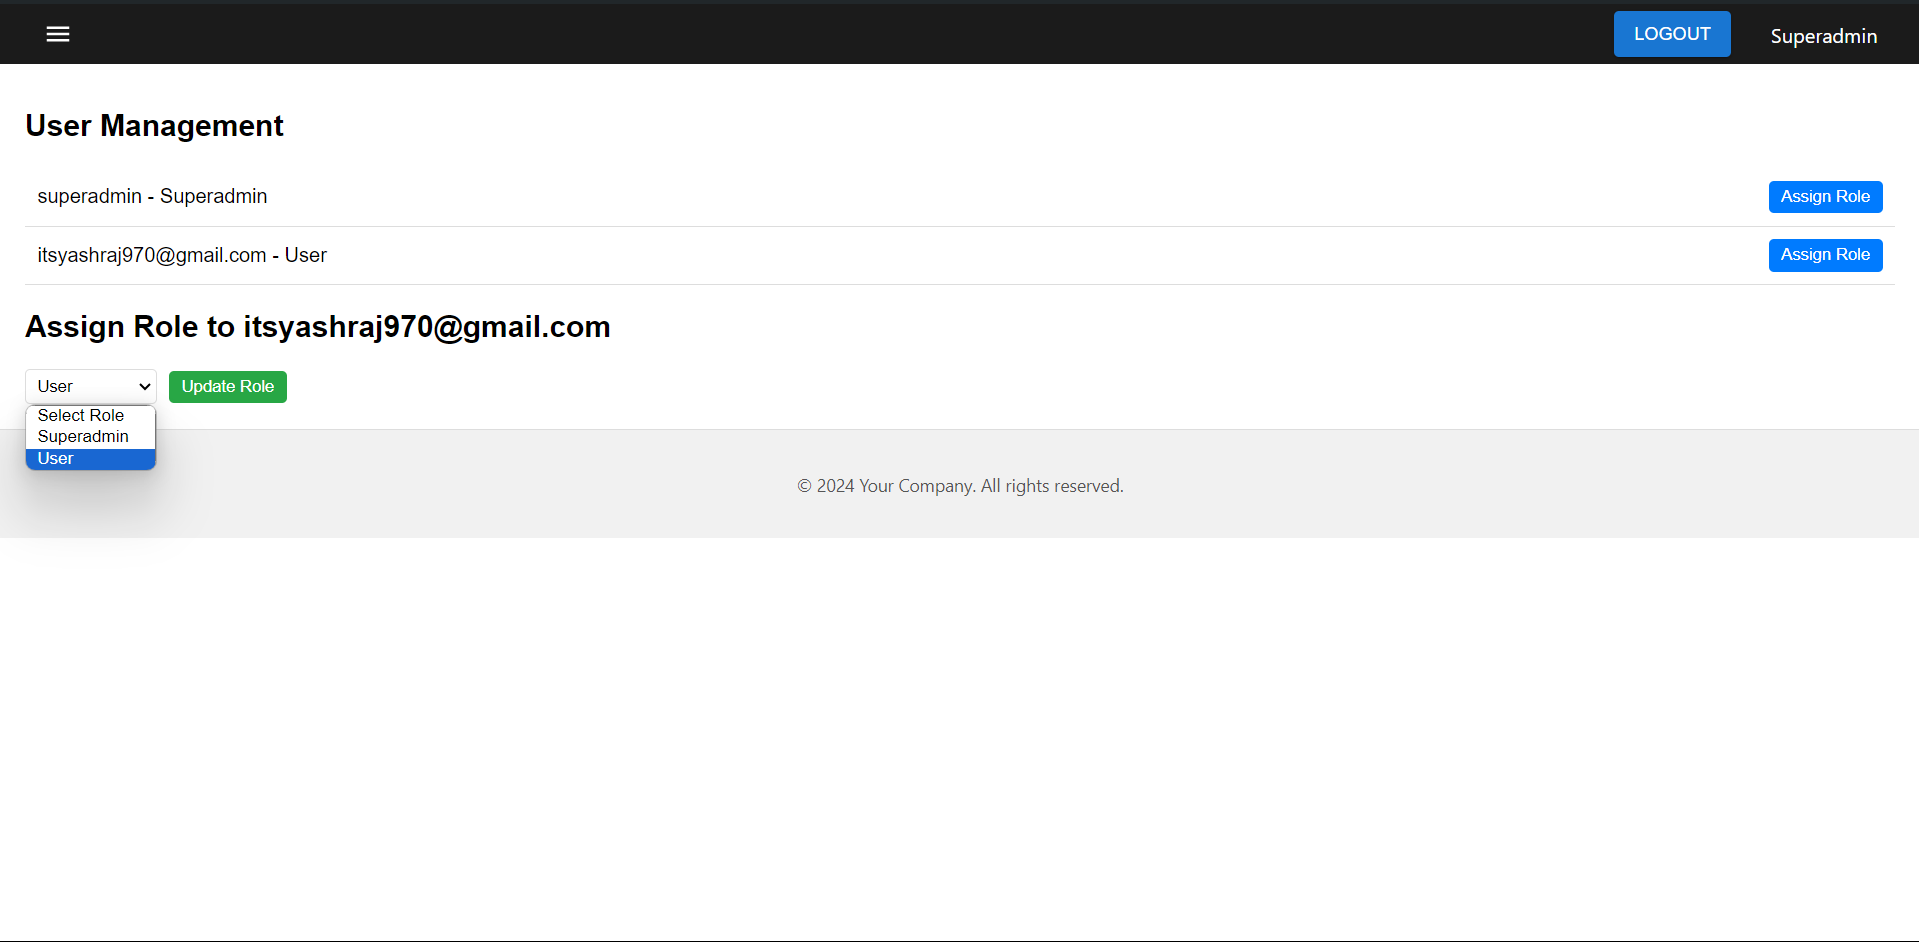 LOGOUT Superadmin
User Management
superadmin - Superadmin Assign Role
itsyashraj970@gmail.com - User Assign Role
Assign Role to itsyashraj970@gmail.com
User Update Role
Select Role
Superadmin
User
© 2024 Your Company. All rights reserved.